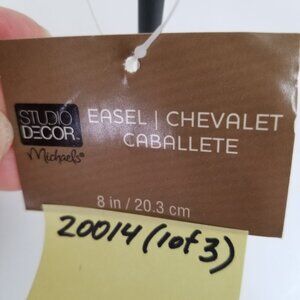 STUDIO
DECOR
Michaels®
EASEL | CHEVALET
CABALLETE
8 in / 20.3 cm
20014 (1 of 3)